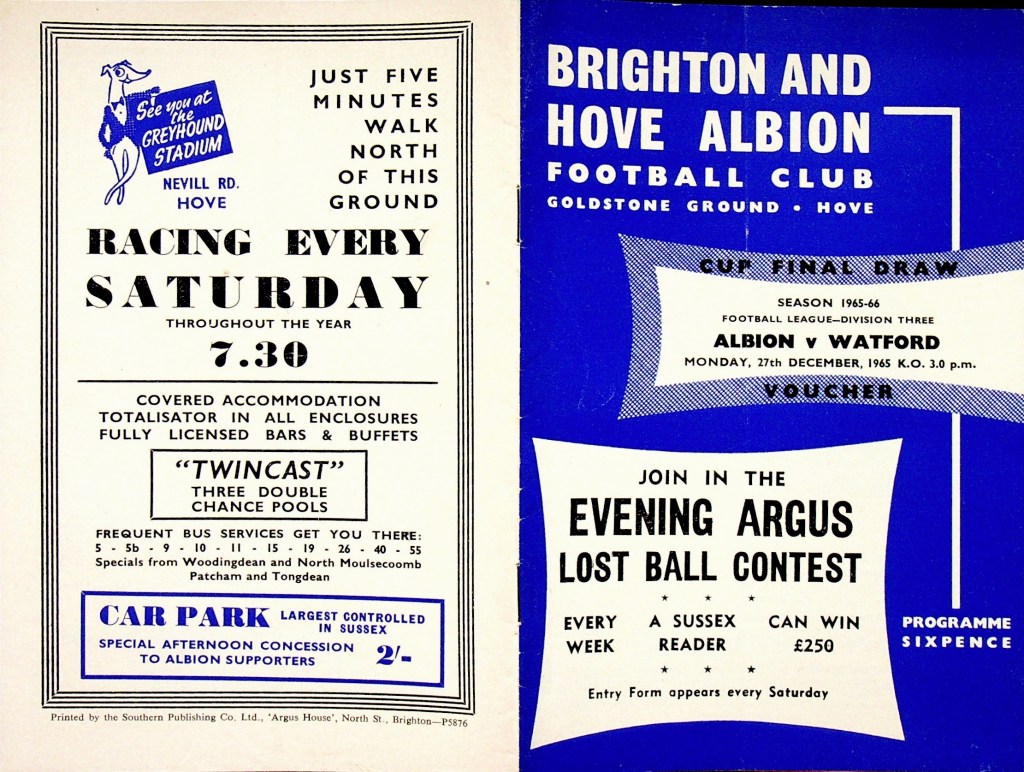 See you at
the
GREYHOUND
STADIUM
NEVILL RD.
HOVE
JUST FIVE
MINUTES
WALK
NORTH
OF THIS
GROUND
RACING EVERY
SATURDAY
THROUGHOUT THE YEAR
7.30
COVERED ACCOMMODATION
TOTALISATOR IN ALL ENCLOSURES
FULLY LICENSED BARS & BUFFETS
"TWINCAST"
THREE DOUBLE
CHANCE POOLS
FREQUENT BUS SERVICES GET YOU THERE:
5 - 5b - 9 - 10 - 11 - 15 - 19 - 26 - 40 - 55
Specials from Woodingdean and North Moulsecoomb
Patcham and Tongdean
CAR PARK LARGEST CONTROLLED
IN SUSSEX
SPECIAL AFTERNOON CONCESSION
TO ALBION SUPPORTERS 2/-
Printed by the Southern Publishing Co. Ltd., 'Argus House', North St., Brighton—P5876
BRIGHTON AND
HOVE ALBION
FOOTBALL CLUB
GOLDSTONE GROUND • HOVE
CUP FINAL DRAW
SEASON 1965-66
FOOTBALL LEAGUE—DIVISION THREE
ALBION v WATFORD
MONDAY, 27th DECEMBER, 1965 K.O. 3.0 p.m.
VOUCHER
JOIN IN THE
EVENING ARGUS
LOST BALL CONTEST
EVERY WEEK
A SUSSEX READER
CAN WIN £250
Entry Form appears every Saturday
PROGRAMME
SIXPENCE